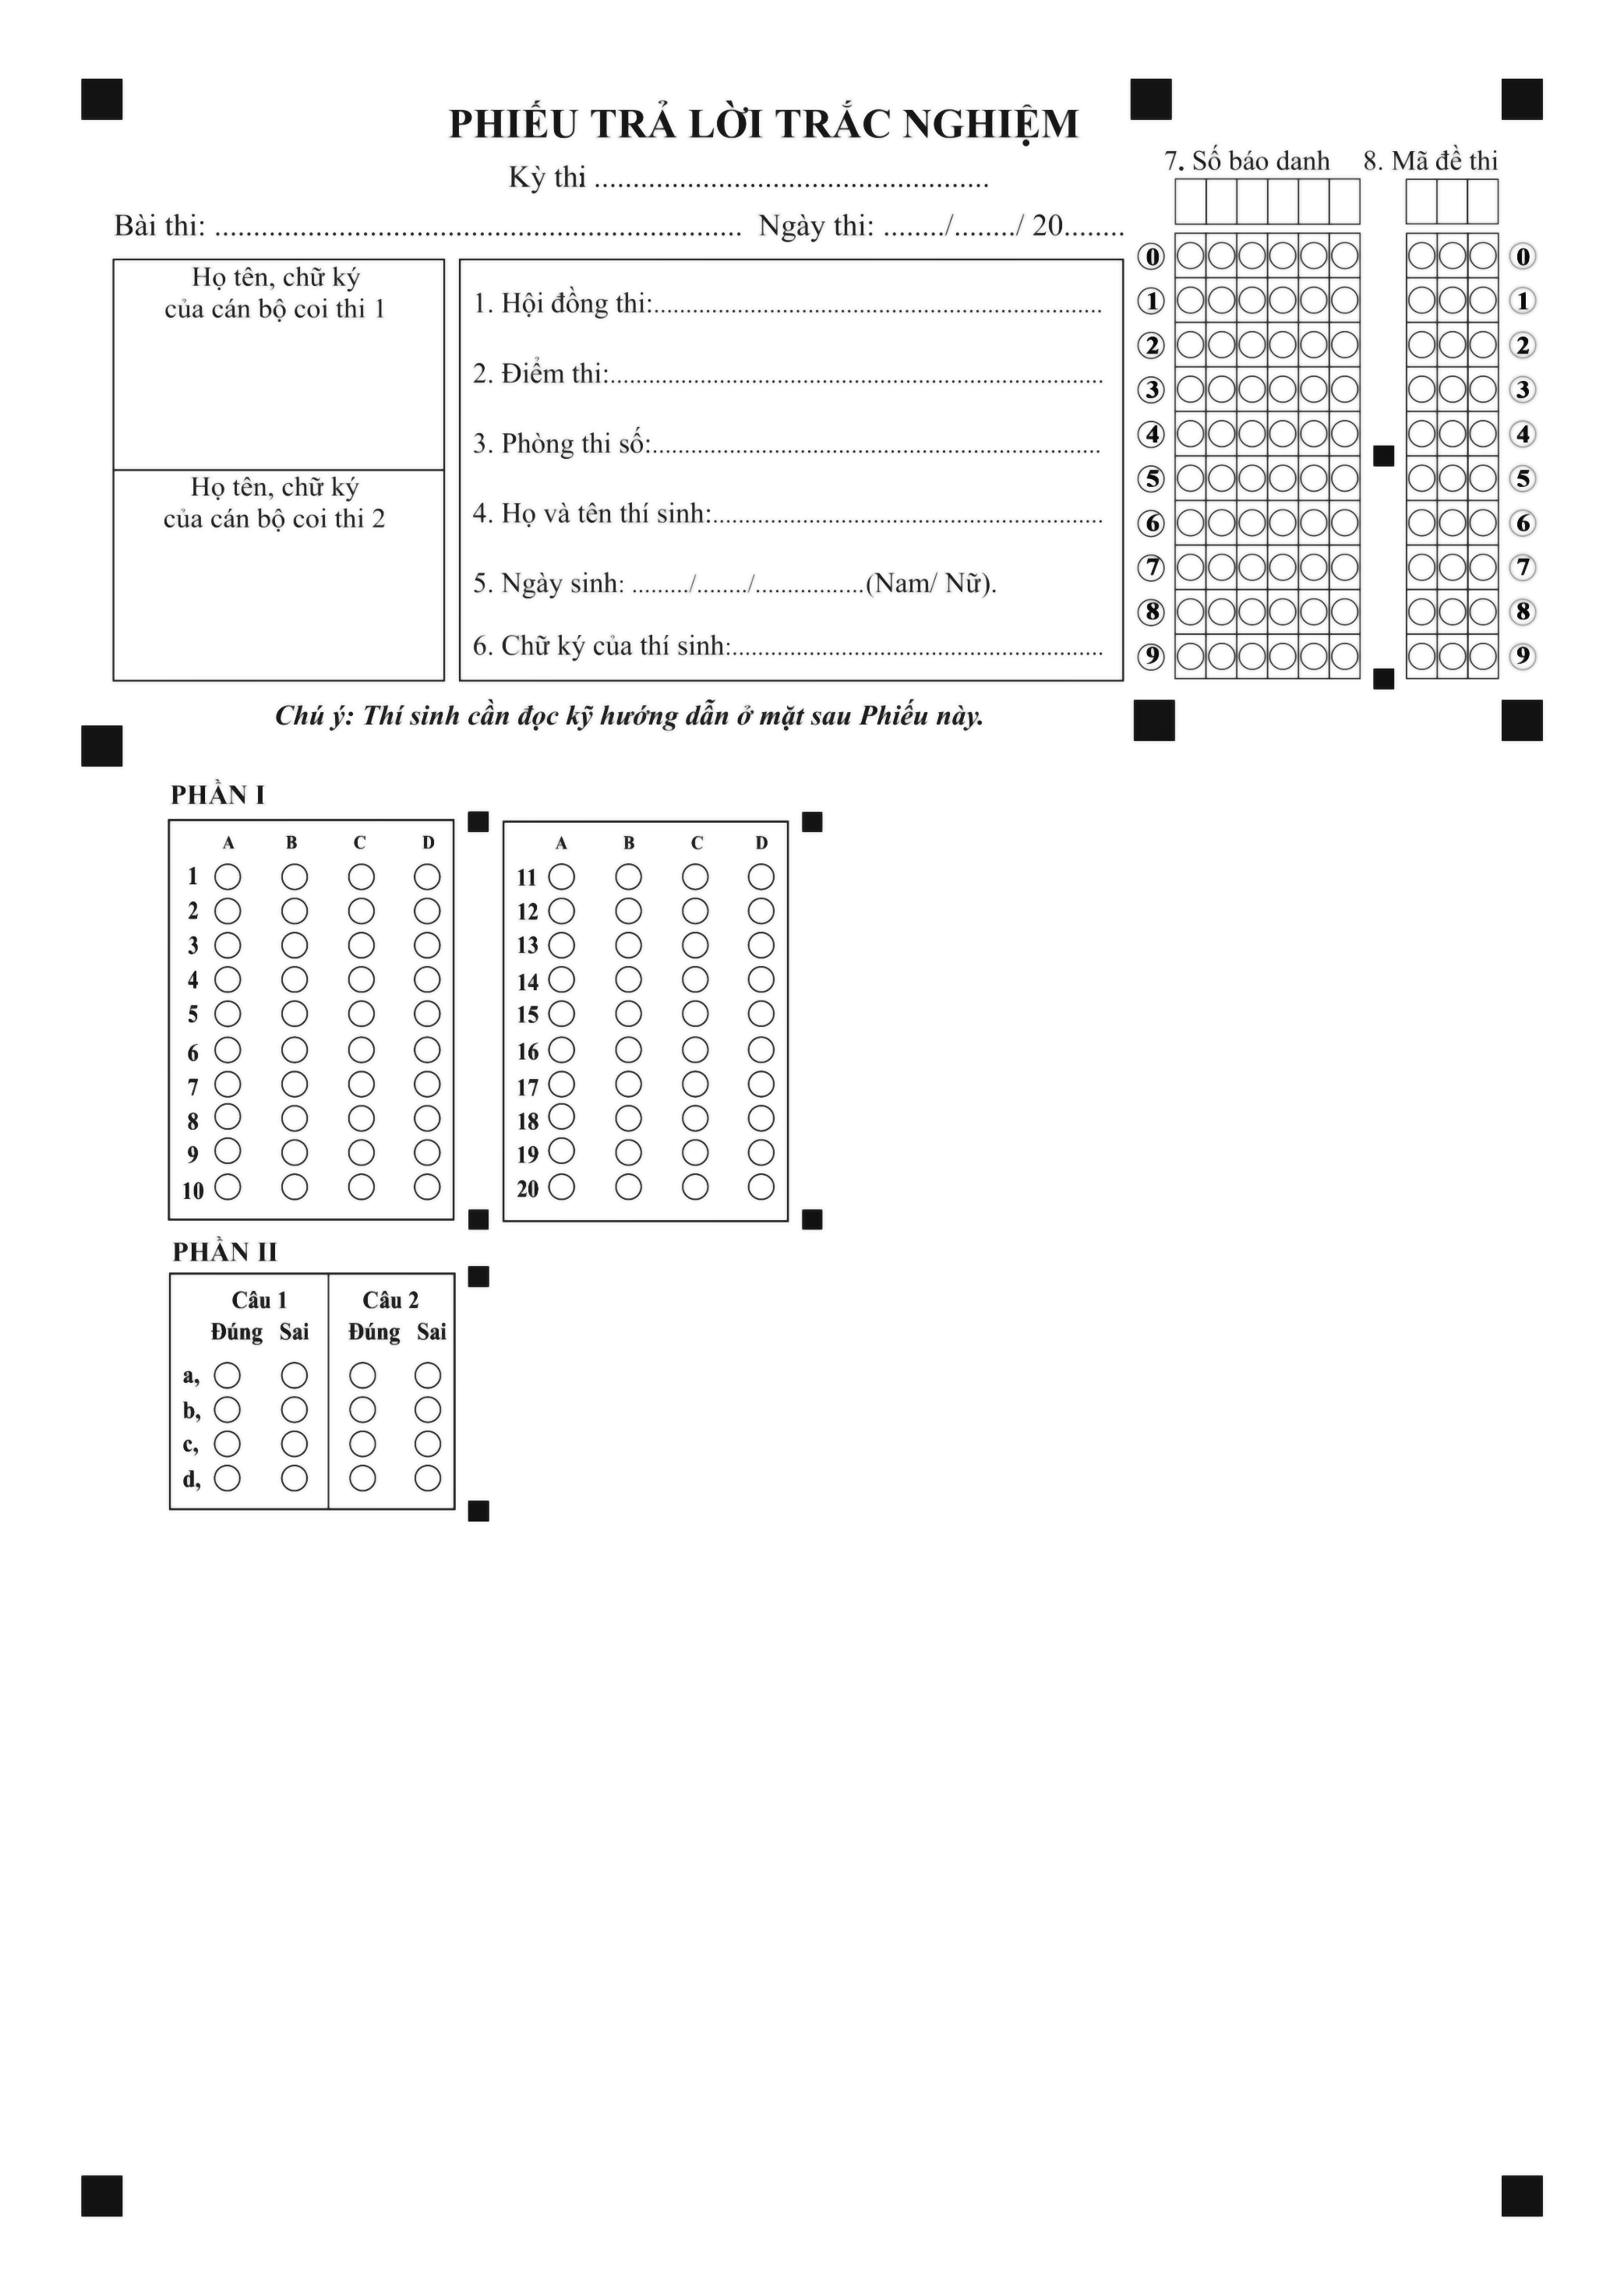 PHIẾU TRẢ LỜI TRẮC NGHIỆM
Kỳ thi ...................................................
Bài thi: .................................................................... Ngày thi: ......../......../ 20........
Họ tên, chữ ký
của cán bộ coi thi 1
Họ tên, chữ ký
của cán bộ coi thi 2
1. Hội đồng thi:......................................................................
2. Điểm thi:.............................................................................
3. Phòng thi số:......................................................................
4. Họ và tên thí sinh:.............................................................
5. Ngày sinh: ........./......../.................(Nam/ Nữ).
6. Chữ ký của thí sinh:..........................................................
7. Số báo danh 8. Mã đề thi
0 0
1 1
2 2
3 3
4 4
5 5
6 6
7 7
8 8
9 9
Chú ý: Thí sinh cần đọc kỹ hướng dẫn ở mặt sau Phiếu này.
PHẦN I
A B C D
1
2
3
4
5
6
7
8
9
10
A B C D
11
12
13
14
15
16
17
18
19
20
PHẦN II
Câu 1 Câu 2
Đúng Sai Đúng Sai
a,
b,
c,
d,